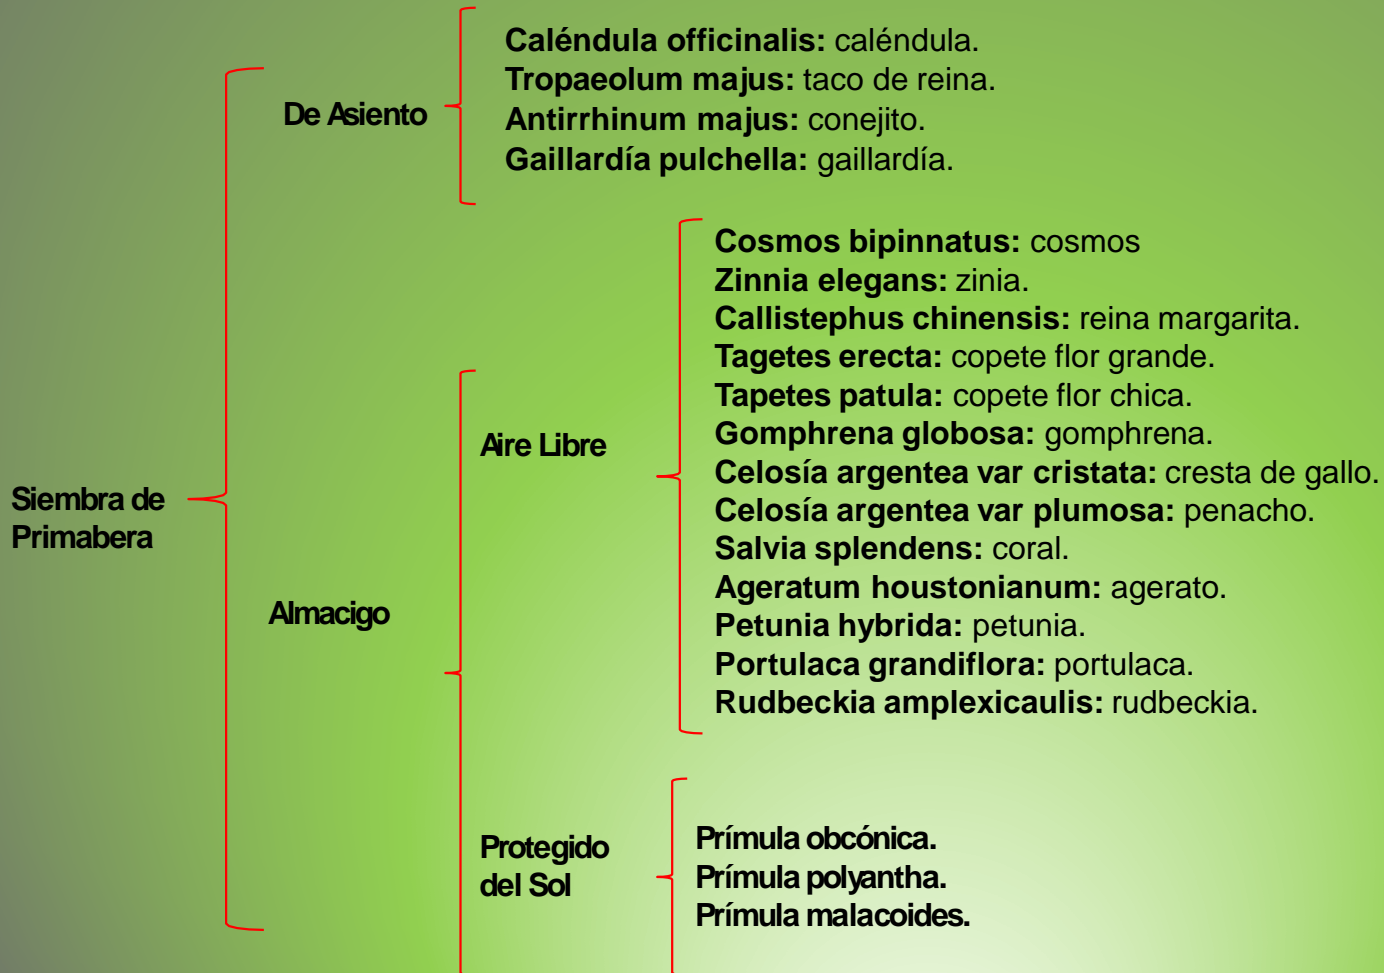 Siembra de
Primabera
De Asiento
Caléndula officinalis: caléndula.
Tropaeolum majus: taco de reina.
Antirrhinum majus: conejito.
Gaillardía pulchella: gaillardía.
Almacigo
Aire Libre
Cosmos bipinnatus: cosmos
Zinnia elegans: zinia.
Callistephus chinensis: reina margarita.
Tagetes erecta: copete flor grande.
Tapetes patula: copete flor chica.
Gomphrena globosa: gomphrena.
Celosía argentea var cristata: cresta de gallo.
Celosía argentea var plumosa: penacho.
Salvia splendens: coral.
Ageratum houstonianum: agerato.
Petunia hybrida: petunia.
Portulaca grandiflora: portulaca.
Rudbeckia amplexicaulis: rudbeckia.
Protegido
del Sol
Prímula obcónica.
Prímula polyantha.
Prímula malacoides.